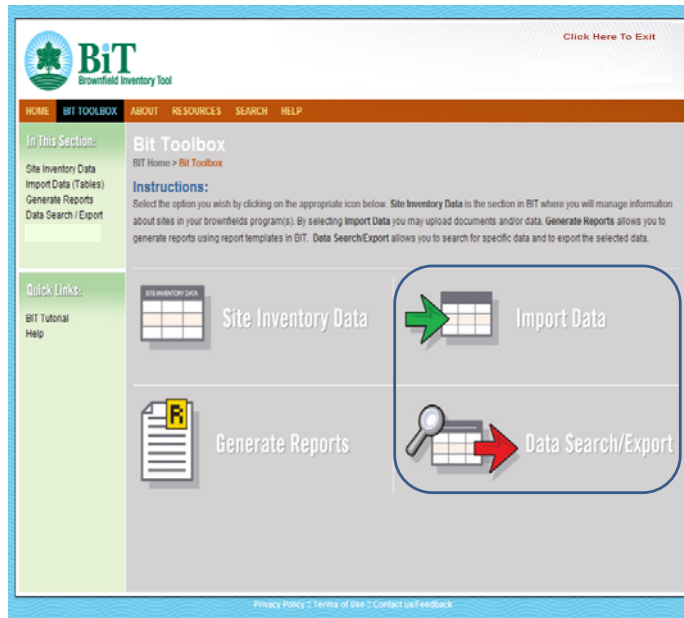 Click Here To Exit
BiT
Brownfield Inventory Tool
HOME BIT TOOLBOX ABOUT RESOURCES SEARCH HELP
In This Section:
Site Inventory Data
Import Data (Tables)
Generate Reports
Data Search / Export
Quick Links:
BIT Tutorial
Help
Bit Toolbox
BIT Home > Bit Toolbox
Instructions:
Select the option you wish by clicking on the appropriate icon below. Site Inventory Data is the section in BIT where you will manage information
about sites in your brownfields program(s). By selecting Import Data you may upload documents and/or data. Generate Reports allows you to
generate reports using report templates in BIT. Data Search/Export allows you to search for specific data and to export the selected data.
SITE INVENTORY DATA
Site Inventory Data
Import Data
R
Generate Reports
Data Search/Export
Privacy Policy :: Terms of Use :: Contact us/Feedback